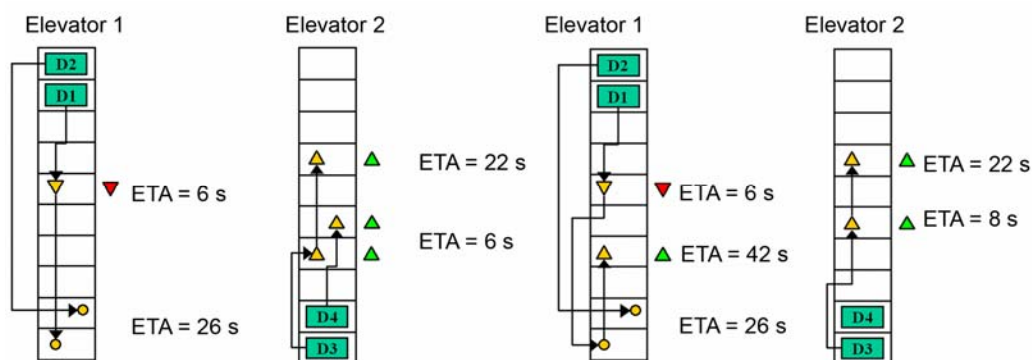 Elevator 1
Elevator 2
Elevator 1
Elevator 2
D2
D1
ETA = 6 s
ETA = 26 s
ETA = 22 s
ETA = 6 s
D4
D3
D2
D1
ETA = 6 s
ETA = 42 s
ETA = 26 s
ETA = 22 s
ETA = 8 s
D4
D3